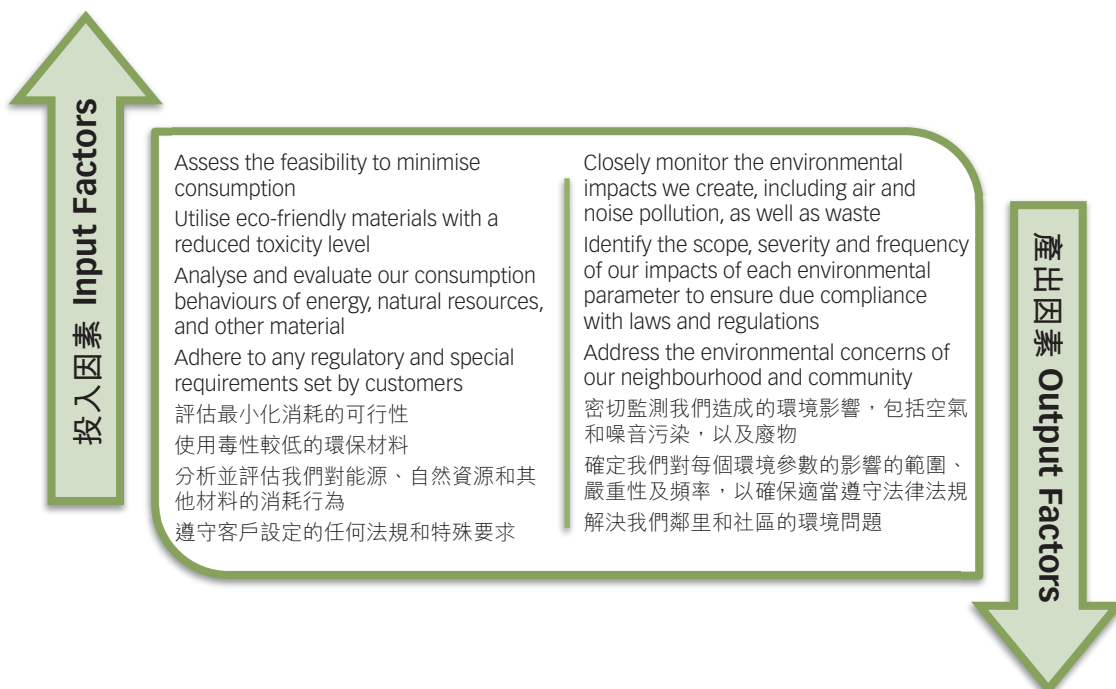 投入因素 Input Factors
Assess the feasibility to minimise
consumption
Utilise eco-friendly materials with a
reduced toxicity level
Analyse and evaluate our consumption
behaviours of energy, natural resources,
and other material
Adhere to any regulatory and special
requirements set by customers
評估最小化消耗的可行性
使用毒性較低的環保材料
分析並評估我們對能源、自然資源和其
他材料的消耗行為
遵守客戶設定的任何法規和特殊要求
Closely monitor the environmental
impacts we create, including air and
noise pollution, as well as waste
Identify the scope, severity and frequency
of our impacts of each environmental
parameter to ensure due compliance
with laws and regulations
Address the environmental concerns of
our neighbourhood and community
密切監測我們造成的環境影響，包括空氣
和噪音污染，以及廢物
確定我們對每個環境參數的影響的範圍、
嚴重性及頻率，以確保適當遵守法律法規
解決我們鄰里和社區的環境問題
產出因素 Output Factors